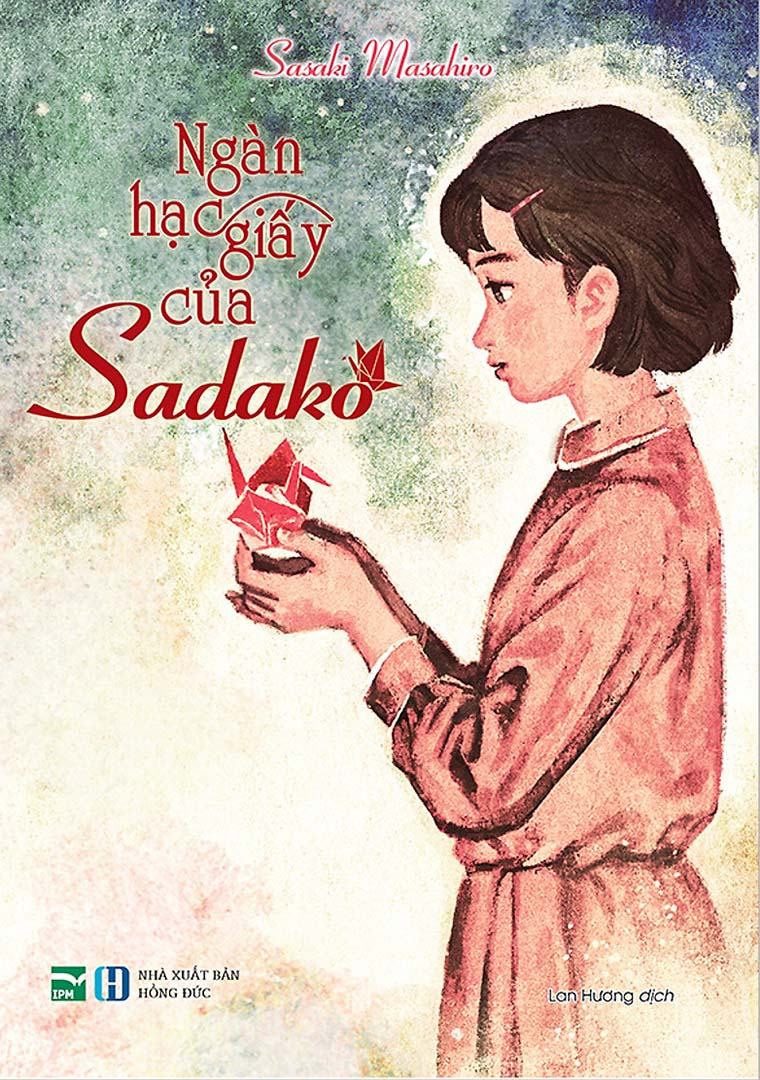 Sasaki Masahiro
Ngàn
hạc giấy
của
Sadako
IPM
NHÀ XUẤT BẢN
HỒNG ĐỨC
Lan Hương dịch